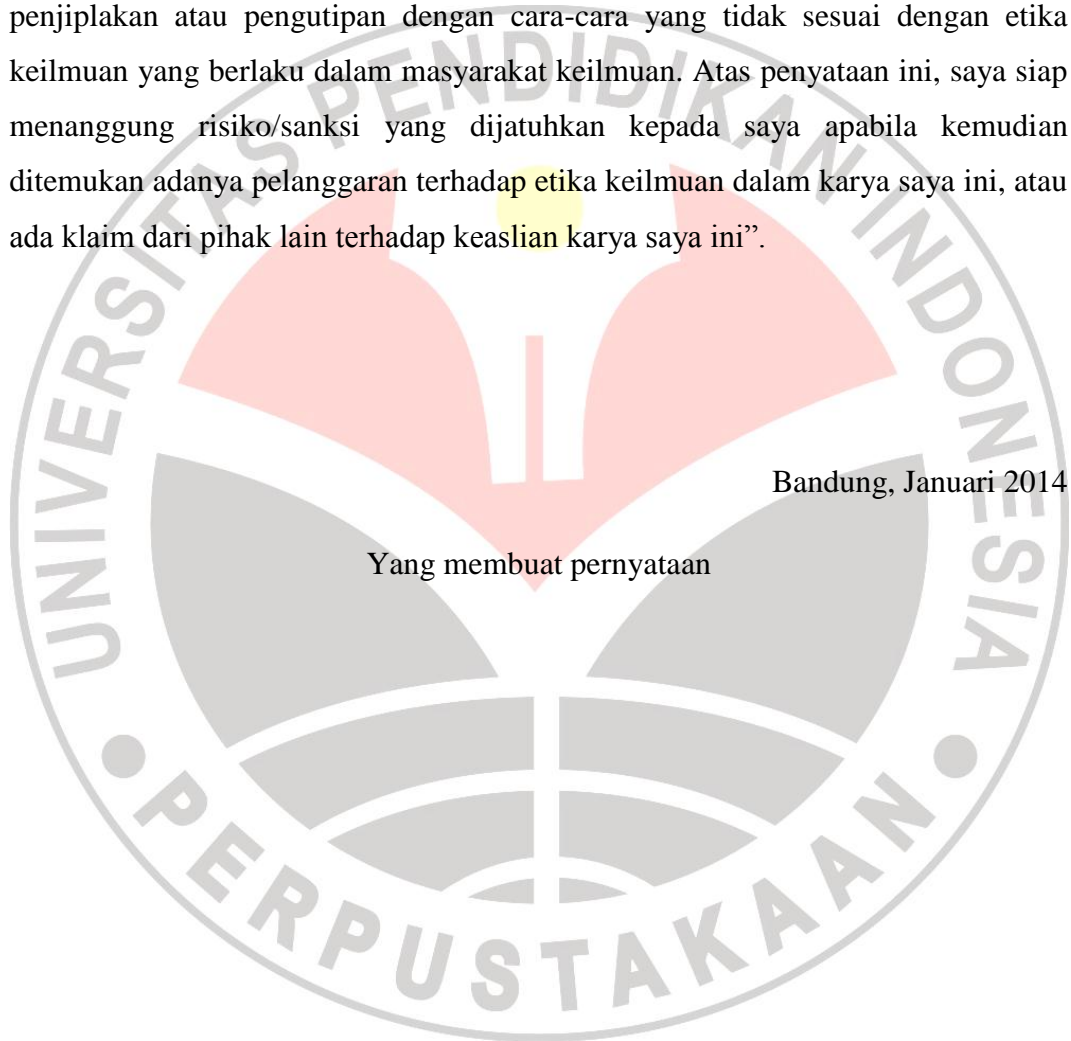 penjiplakan atau pengutipan dengan cara-cara yang tidak sesuai dengan etika
keilmuan yang berlaku dalam masyarakat keilmuan. Atas penyataan ini, saya siap
menanggung risiko/sanksi yang dijatuhkan kepada saya apabila kemudian
ditemukan adanya pelanggaran terhadap etika keilmuan dalam karya saya ini, atau
ada klaim dari pihak lain terhadap keaslian karya saya ini”.
Bandung, Januari 2014
Yang membuat pernyataan
UNIVERSITAS PENDIDIKAN INDONESIA
PERPUSTAKAAN